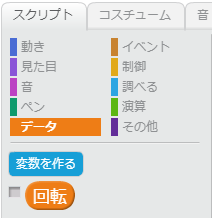 スクリプト コスチューム 音
動き イベント
見た目 制御
音 調べる
ペン 演算
データ その他
変数を作る
回転